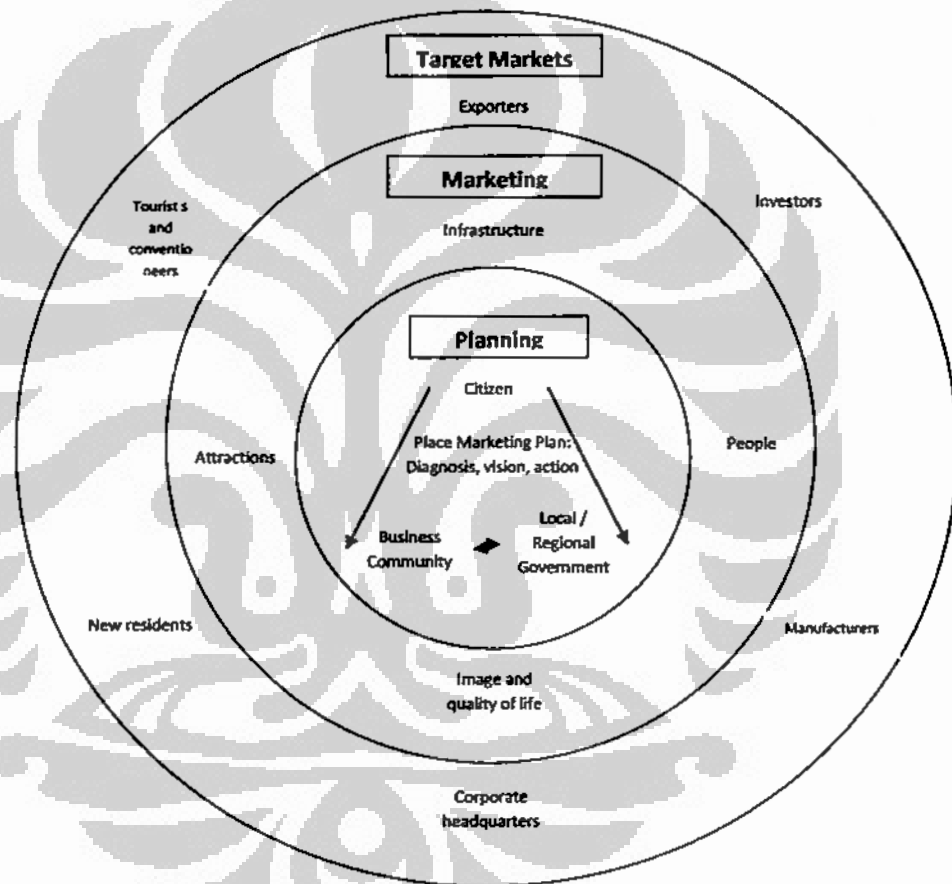 Target Markets
Exporters
Marketing
Investors
Tourist s
and
conventio
neers
Infrastructure
Planning
Citizen
Attractions
Place Marketing Plan:
Diagnosis, vision, action
People
Business
Community
Local /
Regional
Government
New residents
Manufacturers
Image and
quality of life
Corporate
headquarters